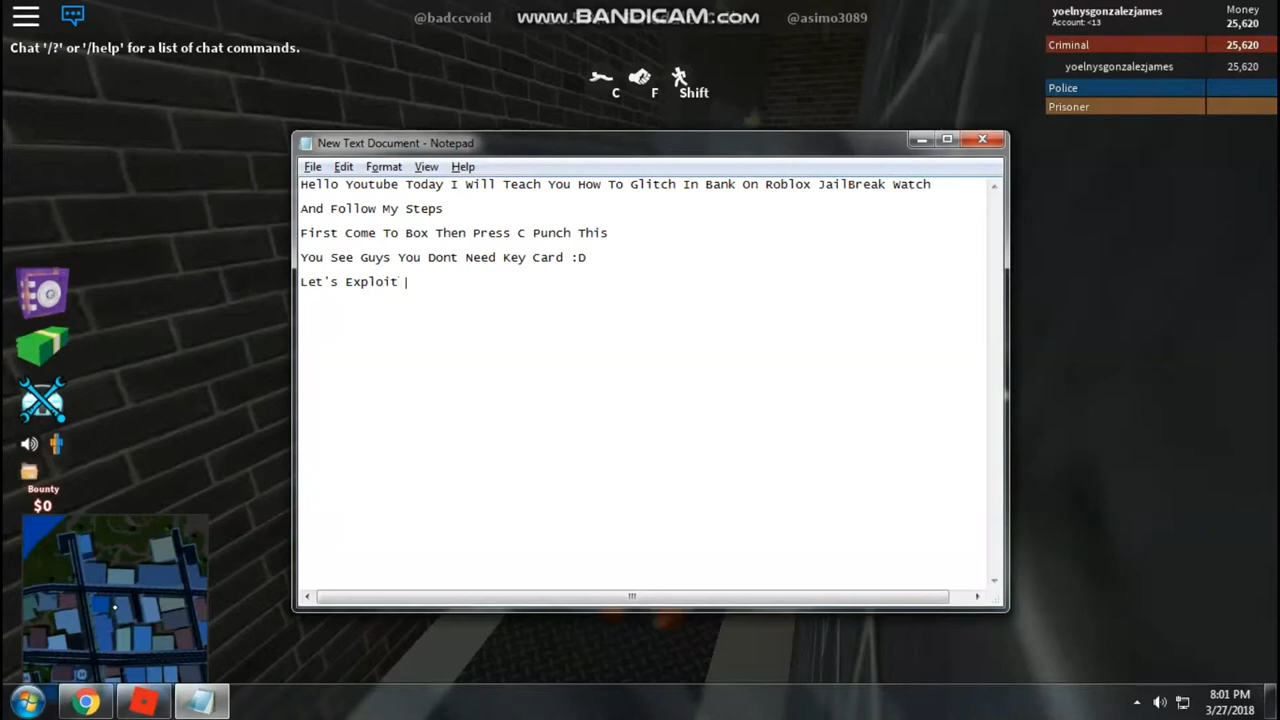 @badccvoid
www.BANDICAM.com
@asimo3089
yoelnysgonzalezjames
Account: <13
Money
25,620
Chat '/?' or '/help' for a list of chat commands.
Criminal 25,620
yoelnysgonzalezjames 25,620
Police
Prisoner
C F Shift
New Text Document - Notepad
File Edit Format View Help
Hello Youtube Today I Will Teach You How To Glitch In Bank On Roblox JailBreak Watch
And Follow My Steps
First Come To Box Then Press C Punch This
You See Guys You Dont Need Key Card :D
Let's Exploit
Bounty
$0
8:01 PM
3/27/2018